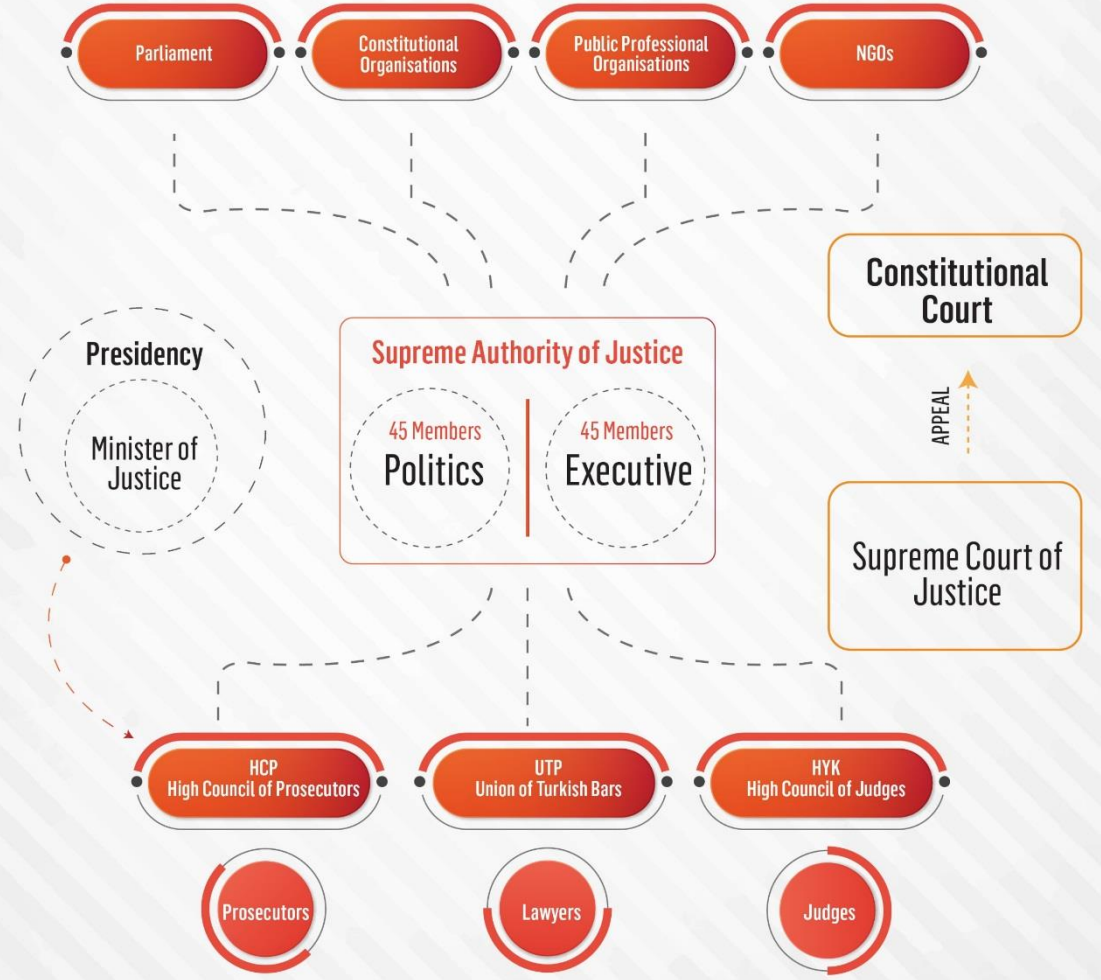 Parliament
Constitutional
Organisations
Public Professional
Organisations
NGOs
Constitutional
Court
Presidency
Minister of
Justice
Supreme Authority of Justice
45 Members
Politics
45 Members
Executive
APPEAL
Supreme Court of
Justice
HCP
High Council of Prosecutors
UTP
Union of Turkish Bars
HYK
High Council of Judges
Prosecutors
Lawyers
Judges